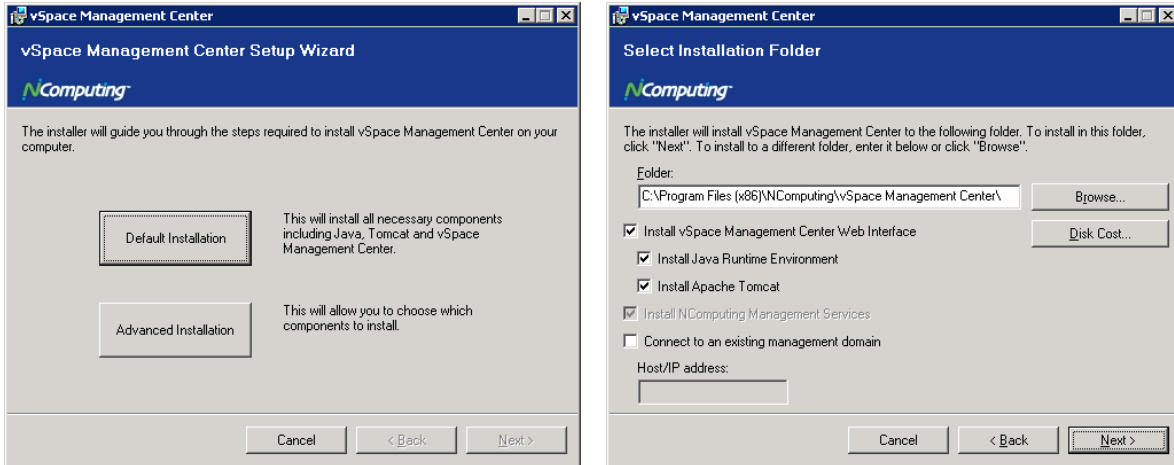 vSpace Management Center
vSpace Management Center Setup Wizard
NComputing™
The installer will guide you through the steps required to install vSpace Management Center on your
computer.
Default Installation
This will install all necessary components
including Java, Tomcat and vSpace
Management Center.
Advanced Installation
This will allow you to choose which
components to install.
Cancel
< Back
Next >
vSpace Management Center
Select Installation Folder
NComputing™
The installer will install vSpace Management Center to the following folder. To install in this folder,
click "Next". To install to a different folder, enter it below or click "Browse".
Folder:
C:\Program Files (x86)\NComputing\vSpace Management Center\
Browse...
Install vSpace Management Center Web Interface
Disk Cost...
Install Java Runtime Environment
Install Apache Tomcat
Install NComputing Management Services
Connect to an existing management domain
Host/IP address:
Cancel
< Back
Next >